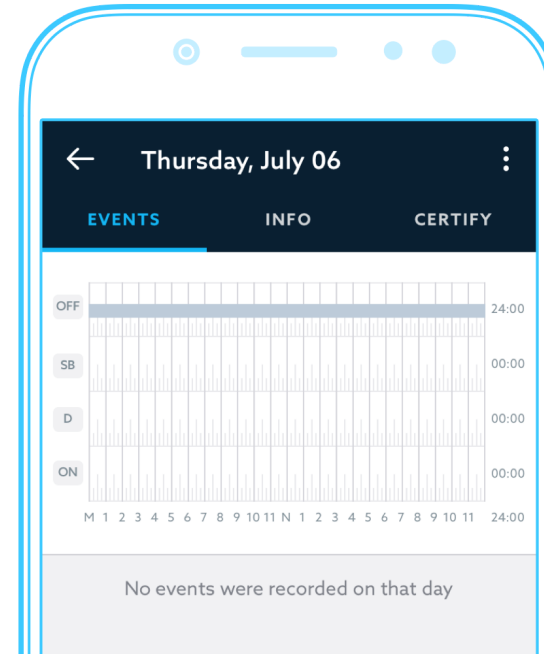 Thursday, July 06
EVENTS INFO CERTIFY
OFF 24:00
SB 00:00
D 00:00
ON 00:00
M 1 2 3 4 5 6 7 8 9 10 11 N 1 2 3 4 5 6 7 8 9 10 11 24:00
No events were recorded on that day